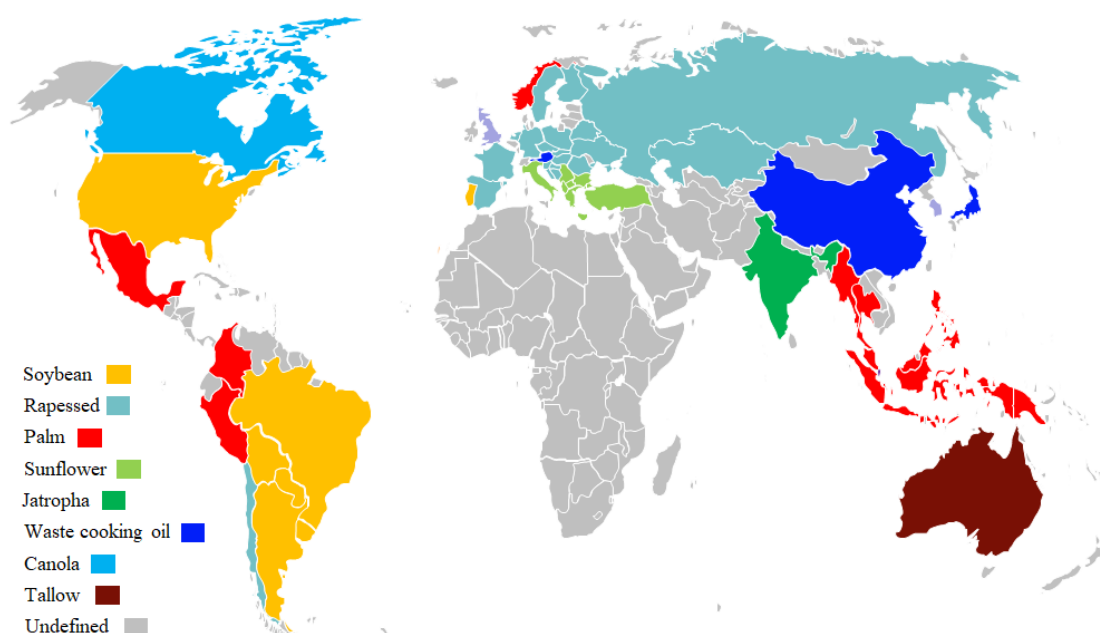 Soybean
Rapessed
Palm
Sunflower
Jatropha
Waste cooking oil
Canola
Tallow
Undefined